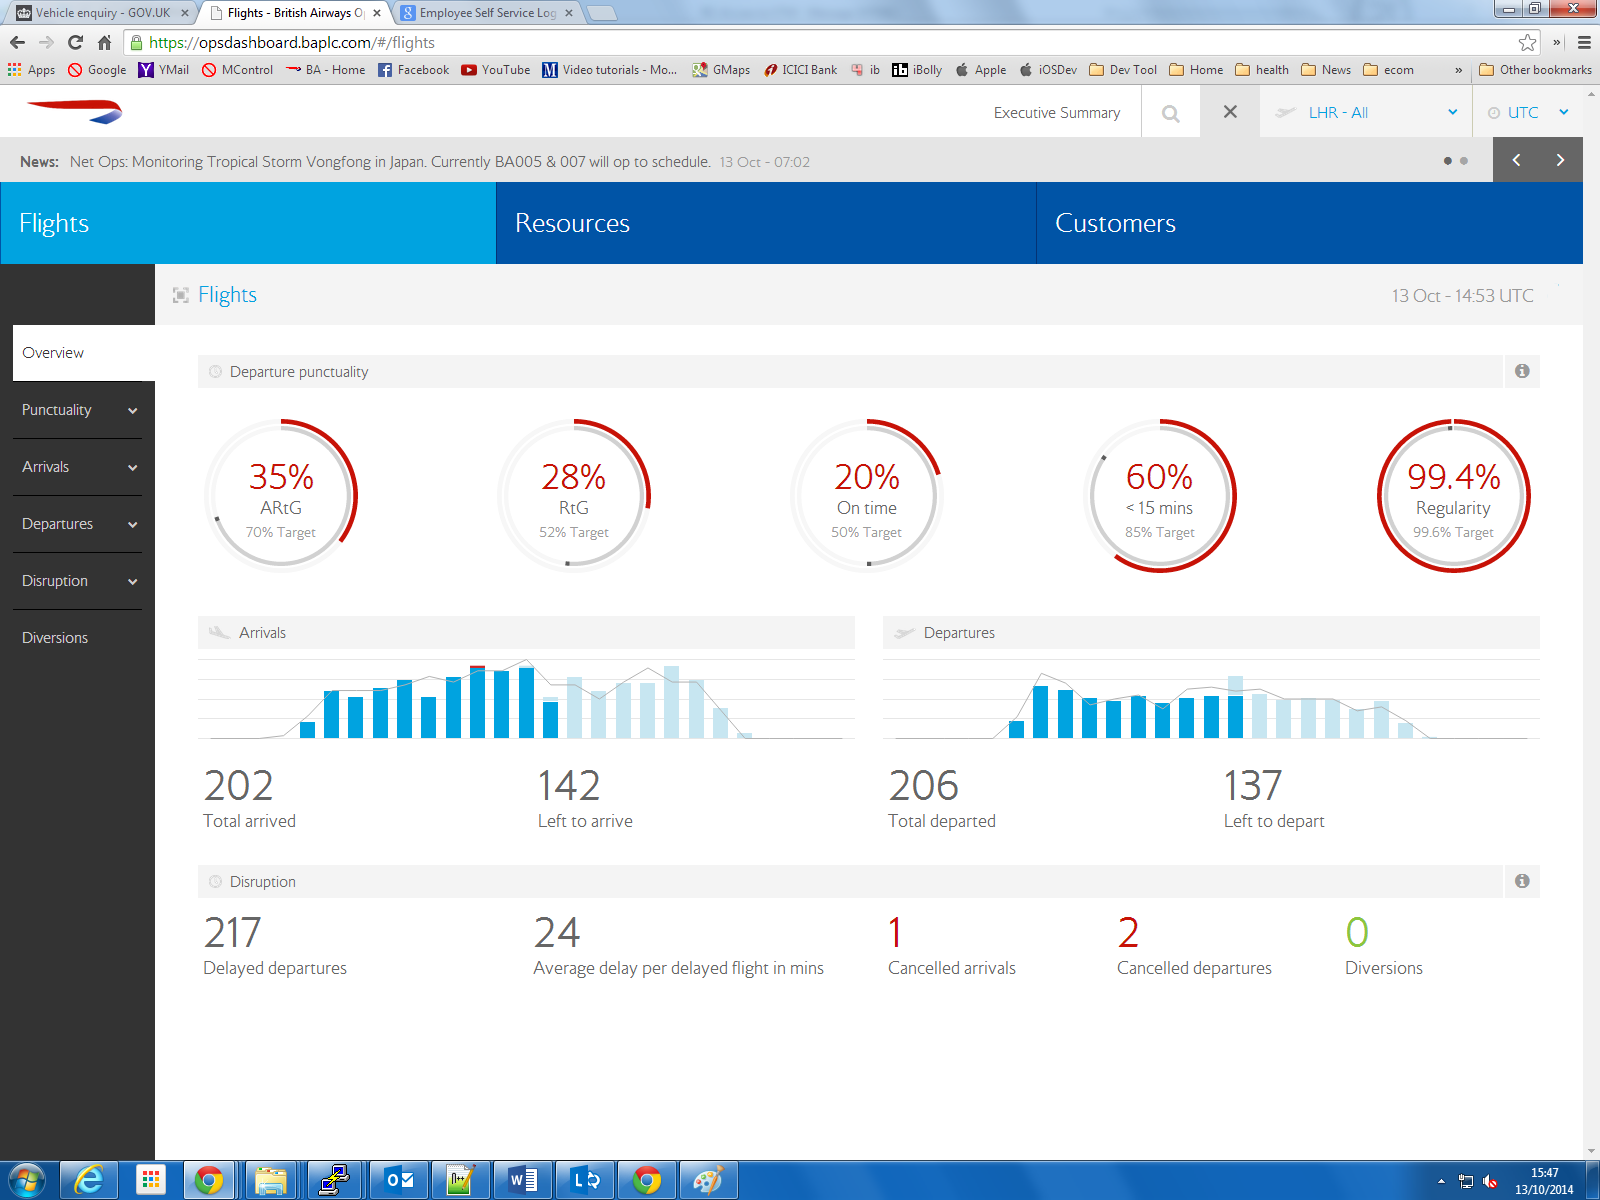 Vehicle enquiry - GOV.UK
Flights - British Airways O
Employee Self Service Log
https://opsdashboard.baplc.com/#/flights
Apps Google YMail MControl BA - Home Facebook YouTube Video tutorials - Mo... GMaps ICICI Bank ib iBolly Apple iOSDev Dev Tool Home health News ecom » Other bookmarks
Executive Summary
LHR - All
UTC
News: Net Ops: Monitoring Tropical Storm Vongfong in Japan. Currently BA005 & 007 will op to schedule. 13 Oct - 07:02
Flights
Resources
Customers
Flights
13 Oct - 14:53 UTC
Overview
Punctuality
Arrivals
Departures
Disruption
Diversions
Departure punctuality
35%
ARtG
70% Target
28%
RtG
52% Target
20%
On time
50% Target
60%
< 15 mins
85% Target
99.4%
Regularity
99.6% Target
Arrivals
202
Total arrived
142
Left to arrive
Departures
206
Total departed
137
Left to depart
Disruption
217
Delayed departures
24
Average delay per delayed flight in mins
1
Cancelled arrivals
2
Cancelled departures
0
Diversions
15:47
13/10/2014